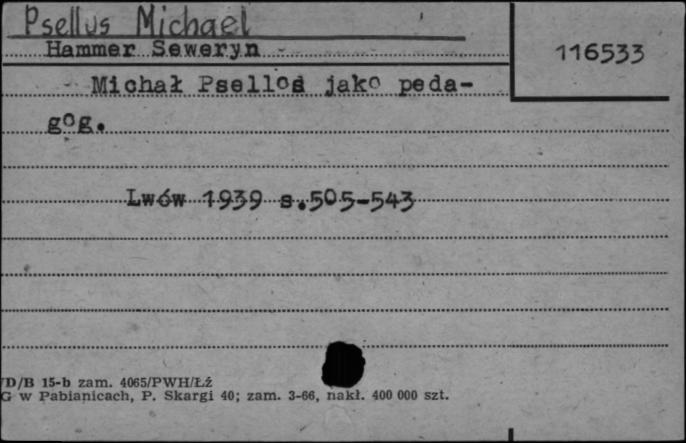 Psellus Michael
Hammer Seweryn
116533
Michał Psellos jako peda-
gog.
Lwów 1939 s.505-543
D/B 15-b zam. 4065/PWH/Łź
G w Pabianicach, P. Skargi 40; zam. 3-66, nakł. 400 000 szt.